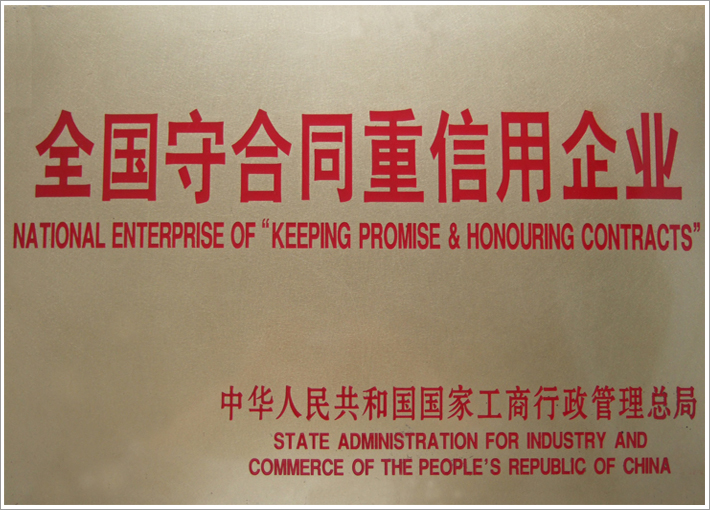 全国守合同重信用企业
NATIONAL ENTERPRISE OF “KEEPING PROMISE & HONOURING CONTRACTS”
中华人民共和国国家工商行政管理总局
STATE ADMINISTRATION FOR INDUSTRY AND
COMMERCE OF THE PEOPLE'S REPUBLIC OF CHINA